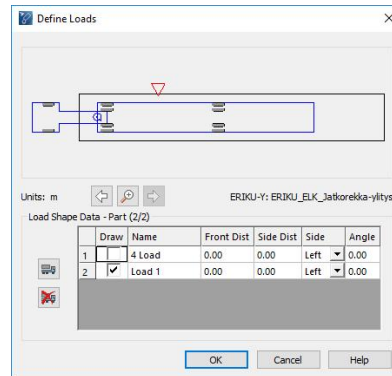 Define Loads
Units: m
ERIKU-Y: ERIKU_ELK_Jatkorekka-ylitys
Load Shape Data - Part (2/2)
Draw Name Front Dist Side Dist Side Angle
1 4 Load 0.00 0.00 Left 0.00
2 Load 1 0.00 0.00 Left 0.00
OK Cancel Help